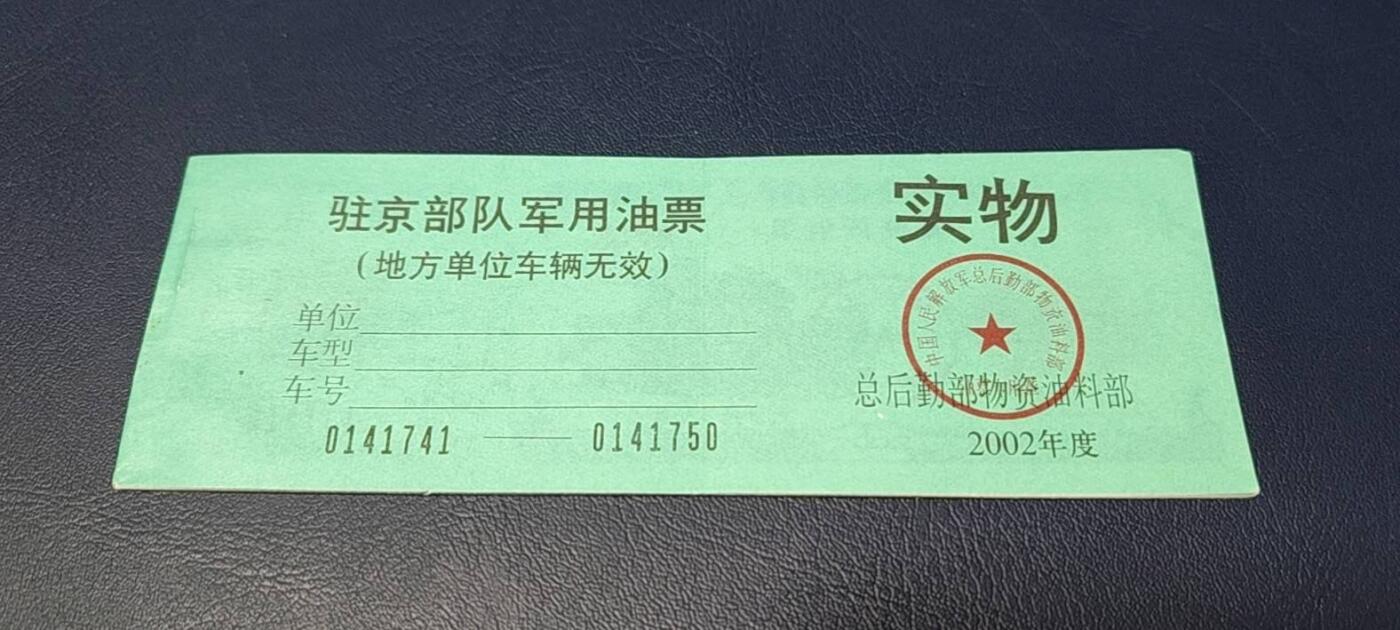 驻京部队军用油票
(地方单位车辆无效)
单位
车型
车号
0141741 —— 0141750
实物
中国人民解放军总后勤部物资油料部
总后勤部物资油料部
2002年度